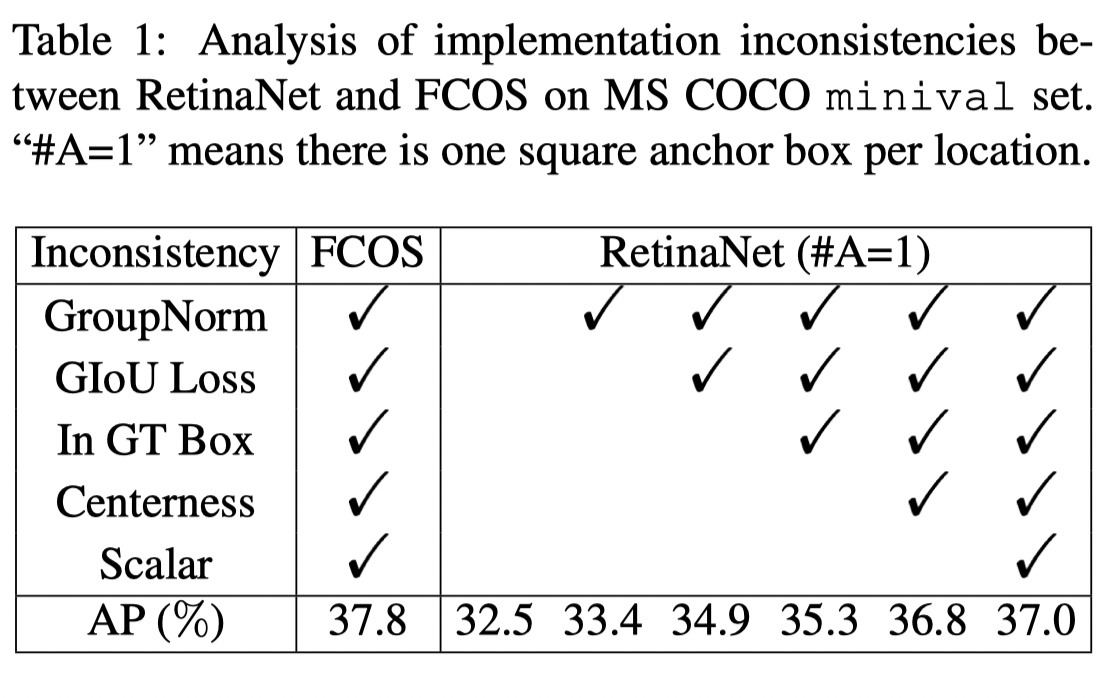 Table 1: Analysis of implementation inconsistencies be-
tween RetinaNet and FCOS on MS COCO minival set.
“#A=1” means there is one square anchor box per location.
Inconsistency FCOS RetinaNet (#A=1)
GroupNorm ✓ ✓ ✓ ✓ ✓ ✓
GIoU Loss ✓ ✓ ✓ ✓ ✓
In GT Box ✓ ✓ ✓ ✓
Centerness ✓ ✓ ✓
Scalar ✓ ✓
AP (%) 37.8 32.5 33.4 34.9 35.3 36.8 37.0